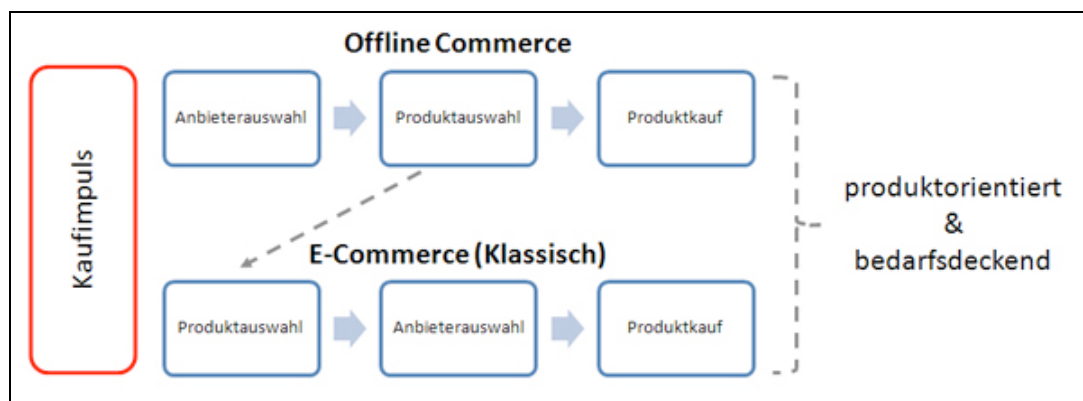 Offline Commerce
Kaufimpuls
Anbieterauswahl
Produktauswahl
Produktkauf
E-Commerce (Klassisch)
Produktauswahl
Anbieterauswahl
Produktkauf
produktorientiert
&
bedarfsdeckend